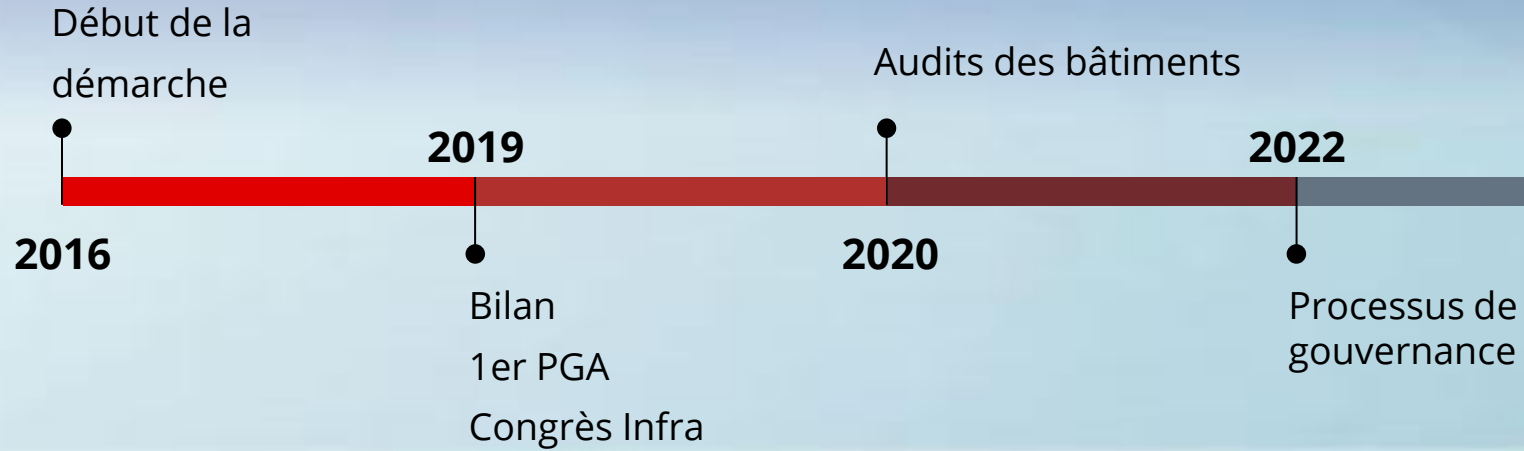 Début de la
démarche
2016
2019
Bilan
1er PGA
Congrès Infra
Audits des bâtiments
2020
2022
Processus de
gouvernance